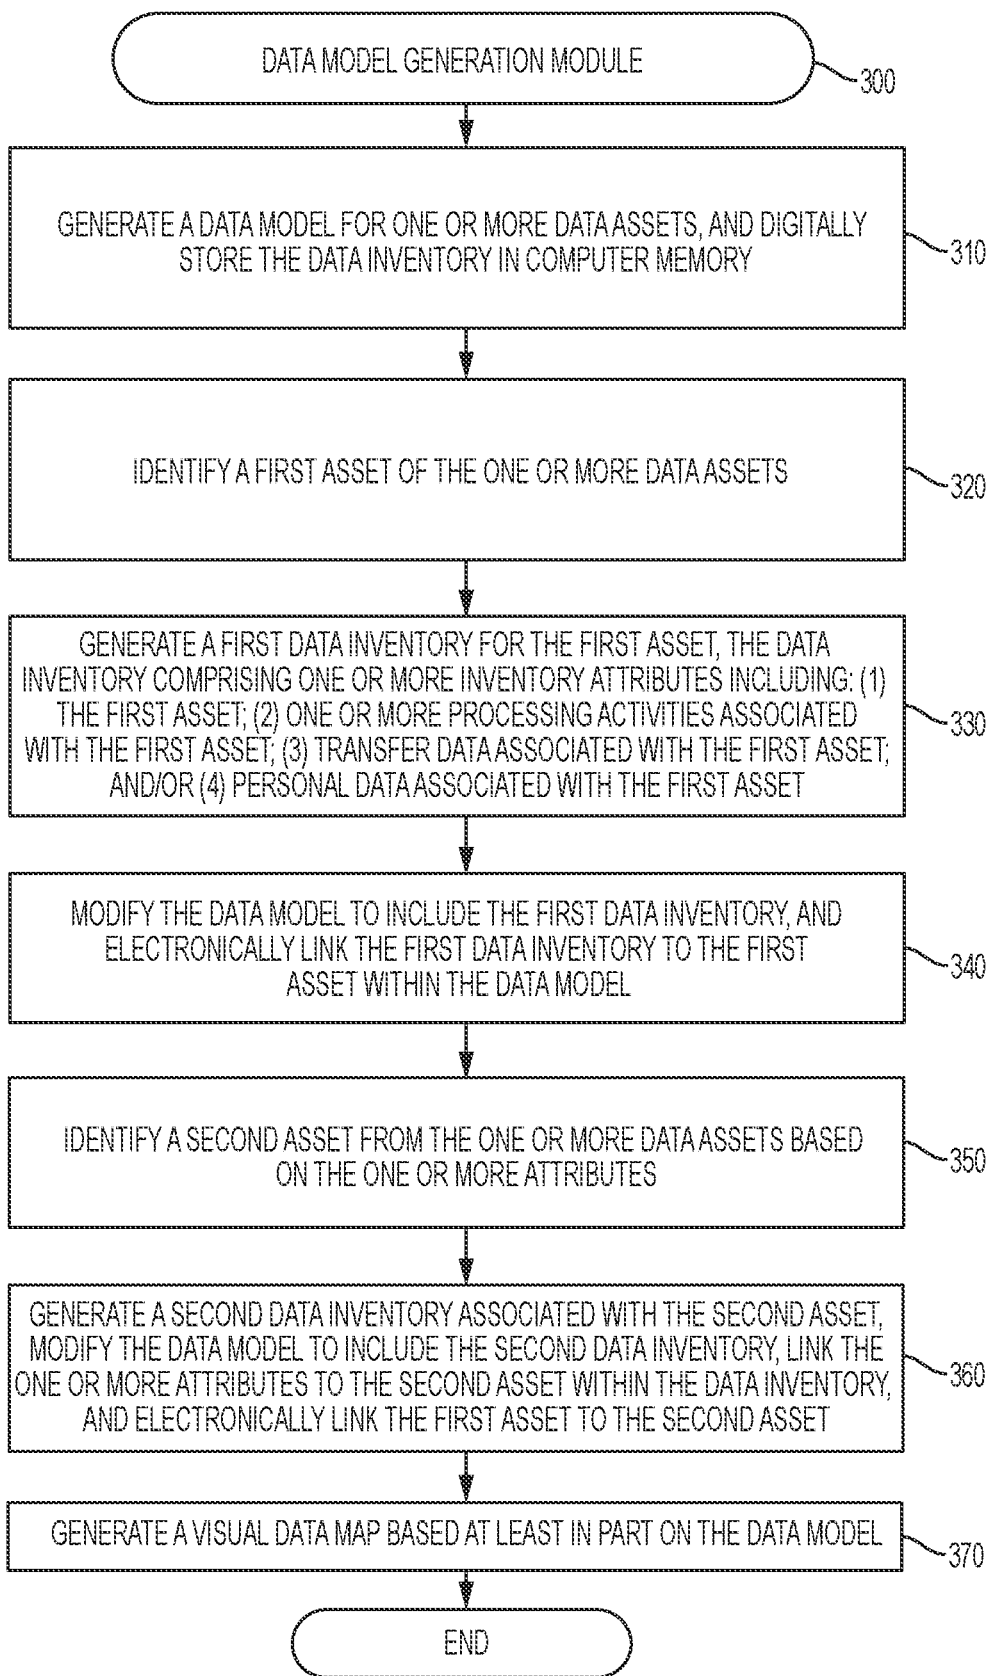 DATA MODEL GENERATION MODULE
300
GENERATE A DATA MODEL FOR ONE OR MORE DATA ASSETS, AND DIGITALLY
STORE THE DATA INVENTORY IN COMPUTER MEMORY
310
IDENTIFY A FIRST ASSET OF THE ONE OR MORE DATA ASSETS
320
GENERATE A FIRST DATA INVENTORY FOR THE FIRST ASSET, THE DATA
INVENTORY COMPRISING ONE OR MORE INVENTORY ATTRIBUTES INCLUDING: (1)
THE FIRST ASSET; (2) ONE OR MORE PROCESSING ACTIVITIES ASSOCIATED
WITH THE FIRST ASSET; (3) TRANSFER DATA ASSOCIATED WITH THE FIRST ASSET;
AND/OR (4) PERSONAL DATA ASSOCIATED WITH THE FIRST ASSET
330
MODIFY THE DATA MODEL TO INCLUDE THE FIRST DATA INVENTORY, AND
ELECTRONICALLY LINK THE FIRST DATA INVENTORY TO THE FIRST
ASSET WITHIN THE DATA MODEL
340
IDENTIFY A SECOND ASSET FROM THE ONE OR MORE DATA ASSETS BASED
ON THE ONE OR MORE ATTRIBUTES
350
GENERATE A SECOND DATA INVENTORY ASSOCIATED WITH THE SECOND ASSET,
MODIFY THE DATA MODEL TO INCLUDE THE SECOND DATA INVENTORY, LINK THE
ONE OR MORE ATTRIBUTES TO THE SECOND ASSET WITHIN THE DATA INVENTORY,
AND ELECTRONICALLY LINK THE FIRST ASSET TO THE SECOND ASSET
360
GENERATE A VISUAL DATA MAP BASED AT LEAST IN PART ON THE DATA MODEL
370
END